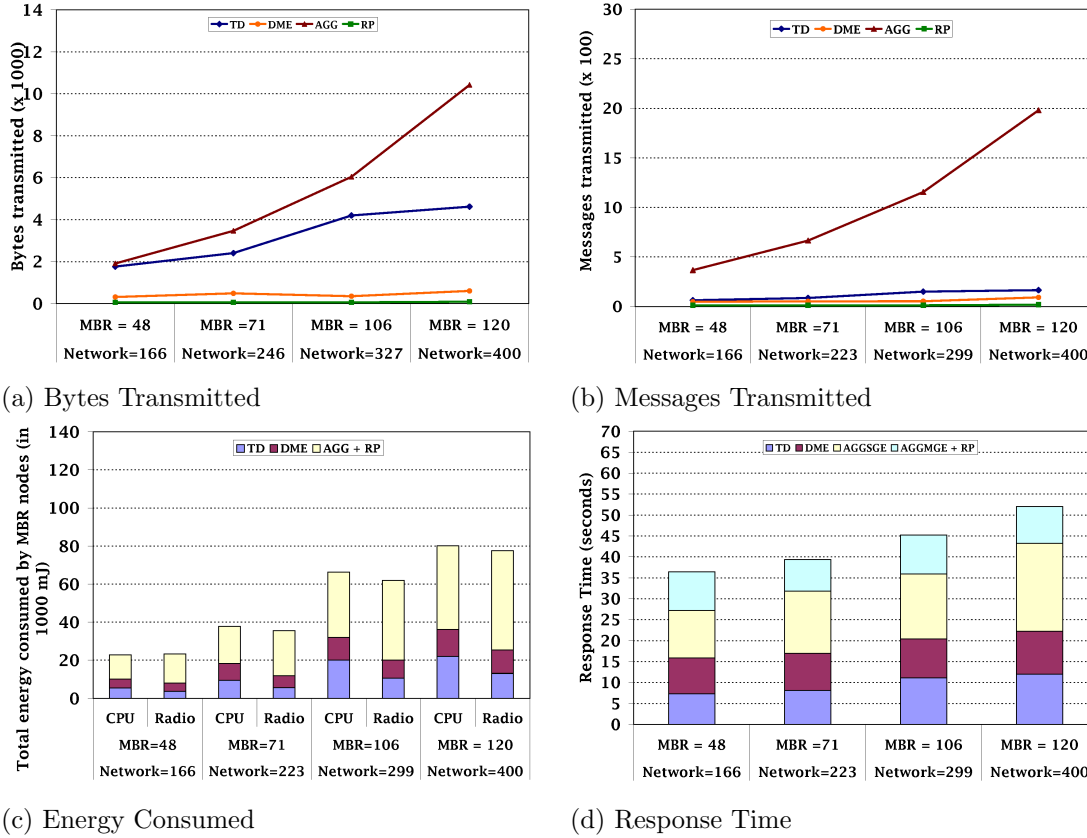 Bytes transmitted (x 1000)
14
12
10
8
6
4
2
0
TD DME AGG RP
MBR = 48 MBR =71 MBR = 106 MBR = 120
Network=166 Network=246 Network=327 Network=400
(a) Bytes Transmitted
Messages transmitted (x 100)
30
25
20
15
10
5
0
TD DME AGG RP
MBR = 48 MBR =71 MBR = 106 MBR = 120
Network=166 Network=223 Network=299 Network=400
(b) Messages Transmitted
Total energy consumed by MBR nodes (in
1000 mJ)
140
120
100
80
60
40
20
0
TD DME AGG + RP
CPU Radio CPU Radio CPU Radio CPU Radio
MBR=48 MBR=71 MBR=106 MBR = 120
Network=166 Network=223 Network=299 Network=400
(c) Energy Consumed
Response Time (seconds)
70
65
60
55
50
45
40
35
30
25
20
15
10
5
0
TD DME AGGSGE AGGMGE + RP
MBR = 48 MBR =71 MBR = 106 MBR = 120
Network=166 Network=223 Network=299 Network=400
(d) Response Time